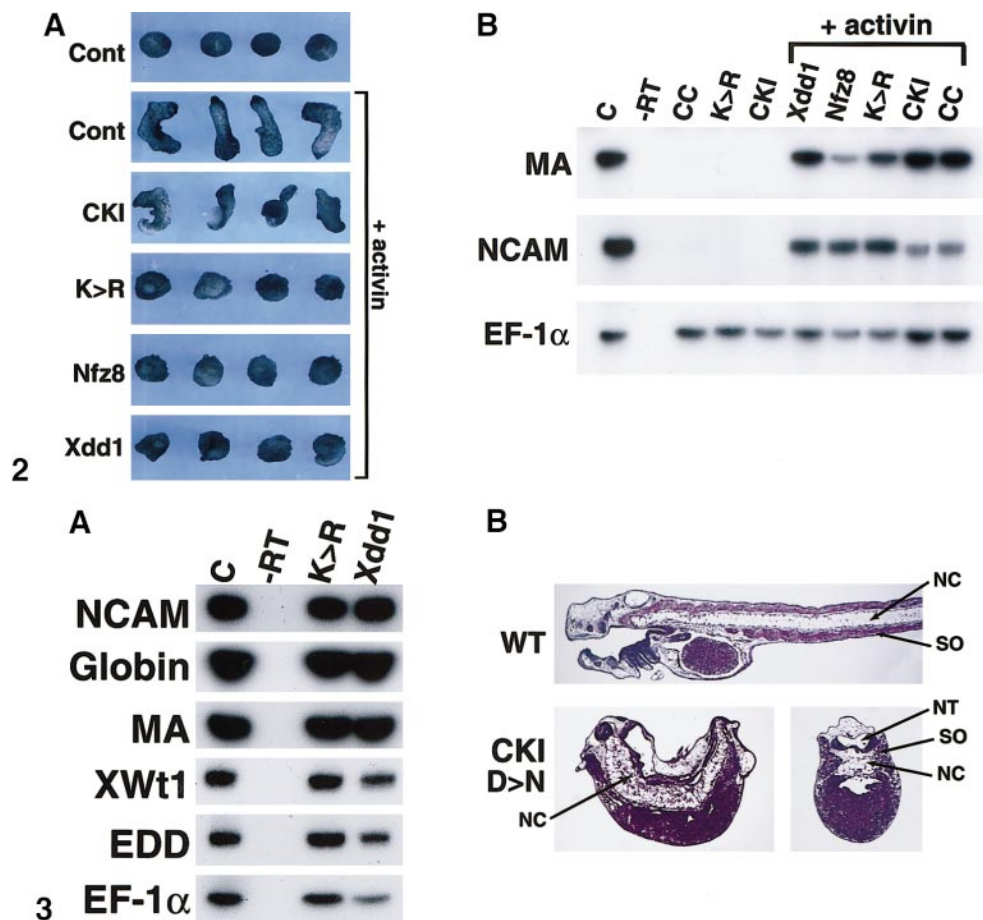 A
Cont
Cont
CKI
K>R
Nfz8
Xdd1
+ activin
2
B
+ activin
C -RT CC K>R CKI Xdd1 Nfz8 K>R CKI CC
MA
NCAM
EF-1α
A
C -RT K>R Xdd1
NCAM
Globin
MA
XWt1
EDD
EF-1α
3
B
WT
NC
SO
CKI
D>N
NC
NT
SO
NC